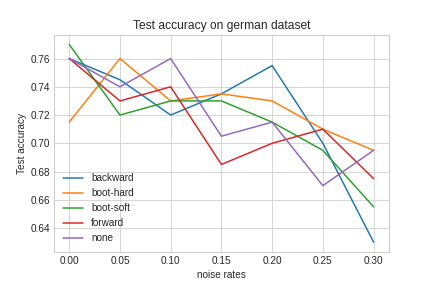 Test accuracy on german dataset
Test accuracy
0.76
0.74
0.72
0.70
0.68
0.66
0.64
backward
boot-hard
boot-soft
forward
none
0.00 0.05 0.10 0.15 0.20 0.25 0.30
noise rates